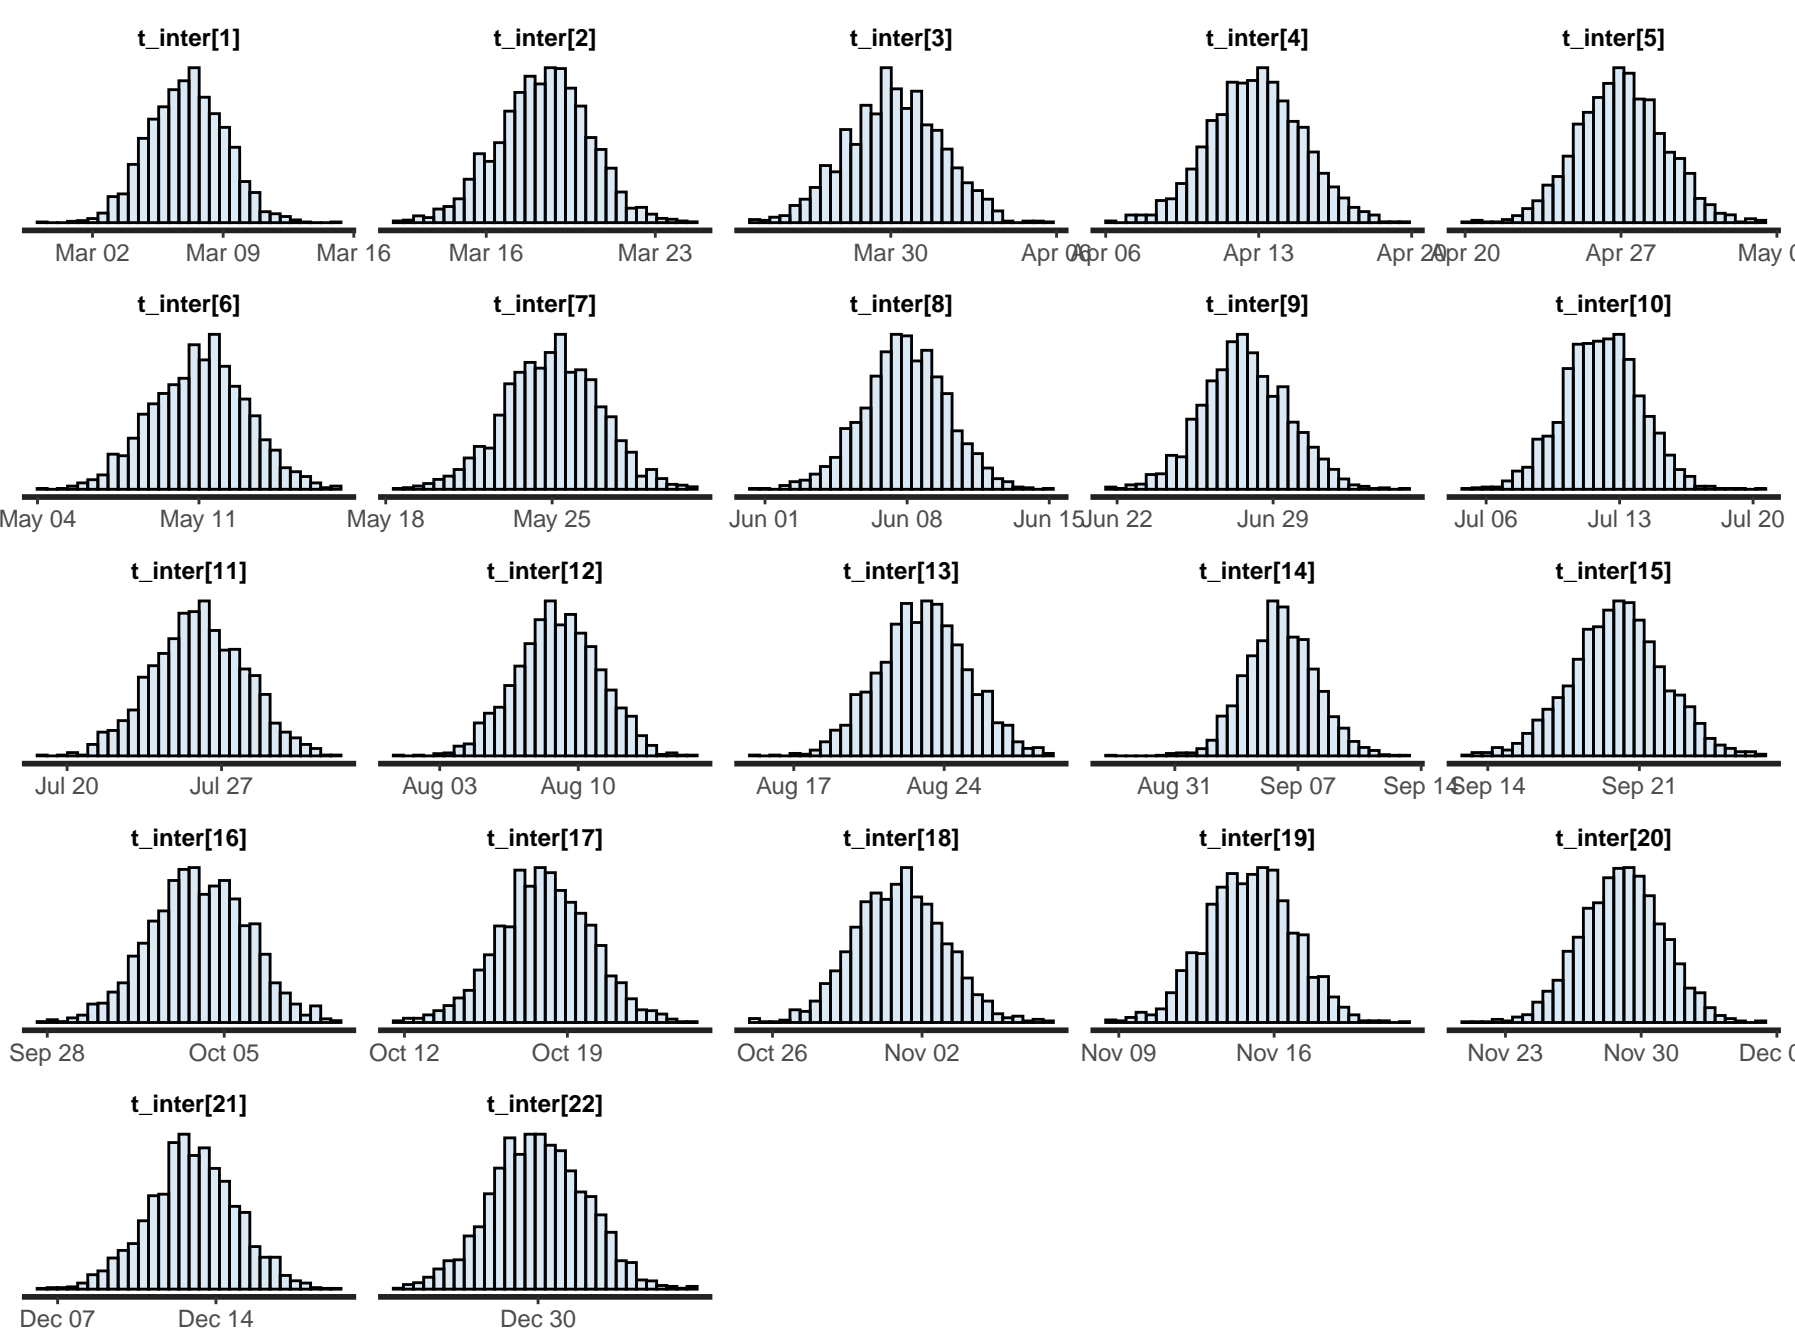 t_inter[1] t_inter[2] t_inter[3] t_inter[4] t_inter[5]
Mar 02 Mar 09 Mar 16 Mar 16 Mar 23 Mar 30 Apr 06 Apr 06 Apr 13 Apr 20 Apr 20 Apr 27 May 0
t_inter[6] t_inter[7] t_inter[8] t_inter[9] t_inter[10]
May 04 May 11 May 18 May 25 Jun 01 Jun 08 Jun 15 Jun 22 Jun 29 Jul 06 Jul 13 Jul 20
t_inter[11] t_inter[12] t_inter[13] t_inter[14] t_inter[15]
Jul 20 Jul 27 Aug 03 Aug 10 Aug 17 Aug 24 Aug 31 Sep 07 Sep 14 Sep 14 Sep 21
t_inter[16] t_inter[17] t_inter[18] t_inter[19] t_inter[20]
Sep 28 Oct 05 Oct 12 Oct 19 Oct 26 Nov 02 Nov 09 Nov 16 Nov 23 Nov 30 Dec 0
t_inter[21] t_inter[22]
Dec 07 Dec 14 Dec 30